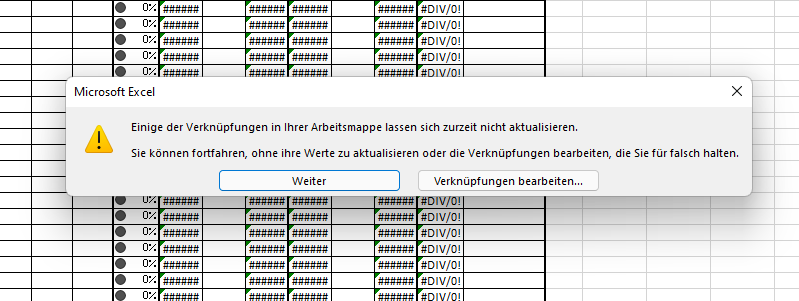 0% ###### ###### ###### ###### #DIV/0!
0% ###### ###### ###### ###### #DIV/0!
0% ###### ###### ###### ###### #DIV/0!
0% ###### ###### ###### ###### #DIV/0!
0% ###### ###### ###### ###### #DIV/0!
Microsoft Excel
Einige der Verknüpfungen in Ihrer Arbeitsmappe lassen sich zurzeit nicht aktualisieren.
Sie können fortfahren, ohne ihre Werte zu aktualisieren oder die Verknüpfungen bearbeiten, die Sie für falsch halten.
Weiter Verknüpfungen bearbeiten...
0% ###### ###### ###### ###### #DIV/0!
0% ###### ###### ###### ###### #DIV/0!
0% ###### ###### ###### ###### #DIV/0!
0% ###### ###### ###### ###### #DIV/0!
0% ###### ###### ###### ###### #DIV/0!
0% ###### ###### ###### ###### #DIV/0!
0% ###### ###### ###### ###### #DIV/0!